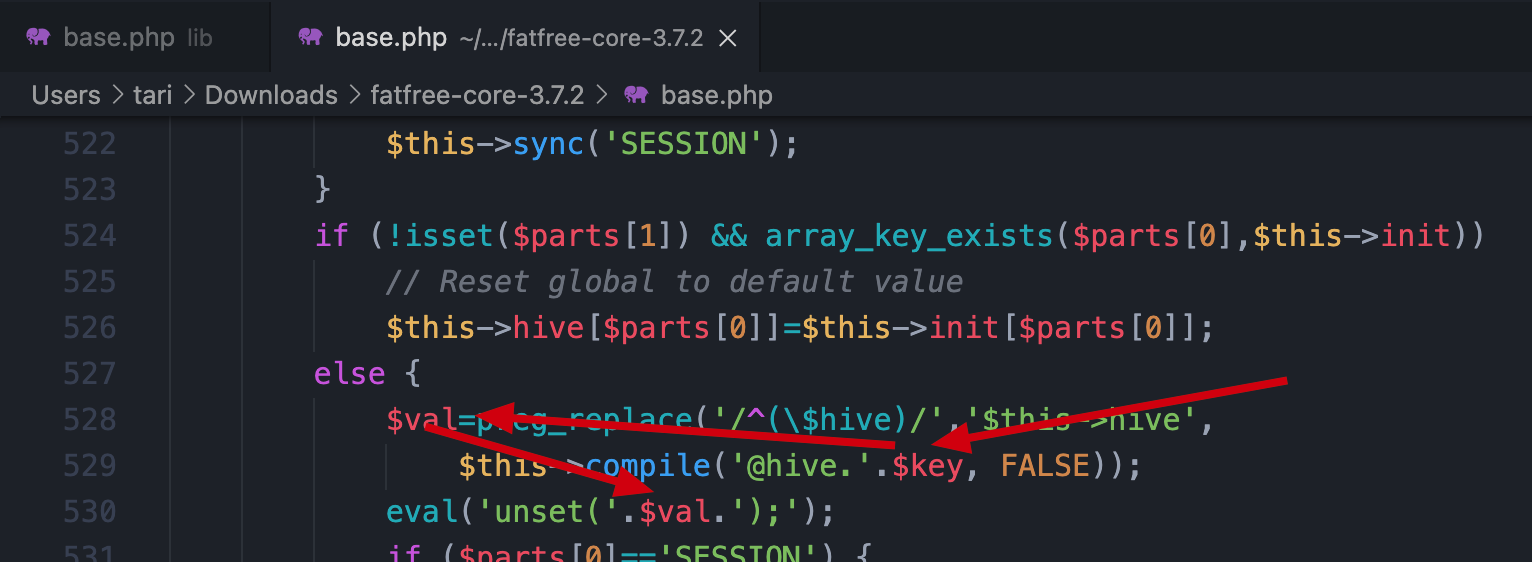 base.php lib base.php ~/.../fatfree-core-3.7.2 ×
Users > tari > Downloads > fatfree-core-3.7.2 > base.php
522 $this->sync('SESSION');
523 }
524 if (!isset($parts[1]) && array_key_exists($parts[0],$this->init))
525 // Reset global to default value
526 $this->hive[$parts[0]]=$this->init[$parts[0]];
527 else {
528 $val=preg_replace('/^(\$hive)/','$this->hive',
529 $this->compile('@hive.'.$key, FALSE));
530 eval('unset('.$val.');');
531 if ($parts[0]=='SESSION') {